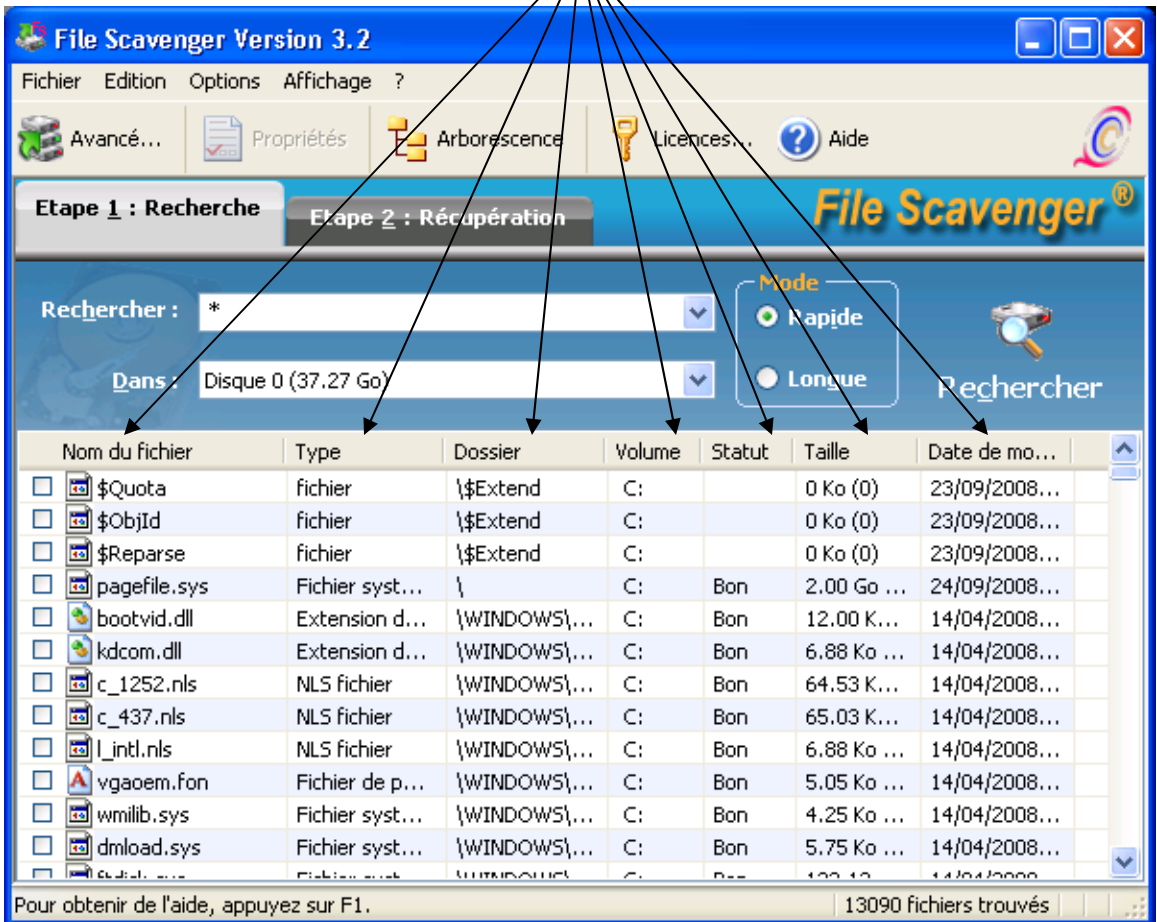 File Scavenger Version 3.2
Fichier Edition Options Affichage ?
Avancé... Propriétés Arborescence Licences... Aide
Etape 1 : Recherche Etape 2 : Récupération File Scavenger ®
Mode
Rechercher : * Rapide
Dans : Disque 0 (37.27 Go) Longue Rechercher
Nom du fichier Type Dossier Volume Statut Taille Date de mo...
$Quota fichier \$Extend C: 0 Ko (0) 23/09/2008...
$ObjId fichier \$Extend C: 0 Ko (0) 23/09/2008...
$Reparse fichier \$Extend C: 0 Ko (0) 23/09/2008...
pagefile.sys Fichier syst... \ C: Bon 2.00 Go ... 24/09/2008...
bootvid.dll Extension d... \WINDOWS\... C: Bon 12.00 K... 14/04/2008...
kdcom.dll Extension d... \WINDOWS\... C: Bon 6.88 Ko ... 14/04/2008...
c_1252.nls NLS fichier \WINDOWS\... C: Bon 64.53 K... 14/04/2008...
c_437.nls NLS fichier \WINDOWS\... C: Bon 65.03 K... 14/04/2008...
l_intl.nls NLS fichier \WINDOWS\... C: Bon 6.88 Ko ... 14/04/2008...
vgaoem.fon Fichier de p... \WINDOWS\... C: Bon 5.05 Ko ... 14/04/2008...
wmilib.sys Fichier syst... \WINDOWS\... C: Bon 4.25 Ko ... 14/04/2008...
dmload.sys Fichier syst... \WINDOWS\... C: Bon 5.75 Ko ... 14/04/2008...
Pour obtenir de l'aide, appuyez sur F1. 13090 fichiers trouvés